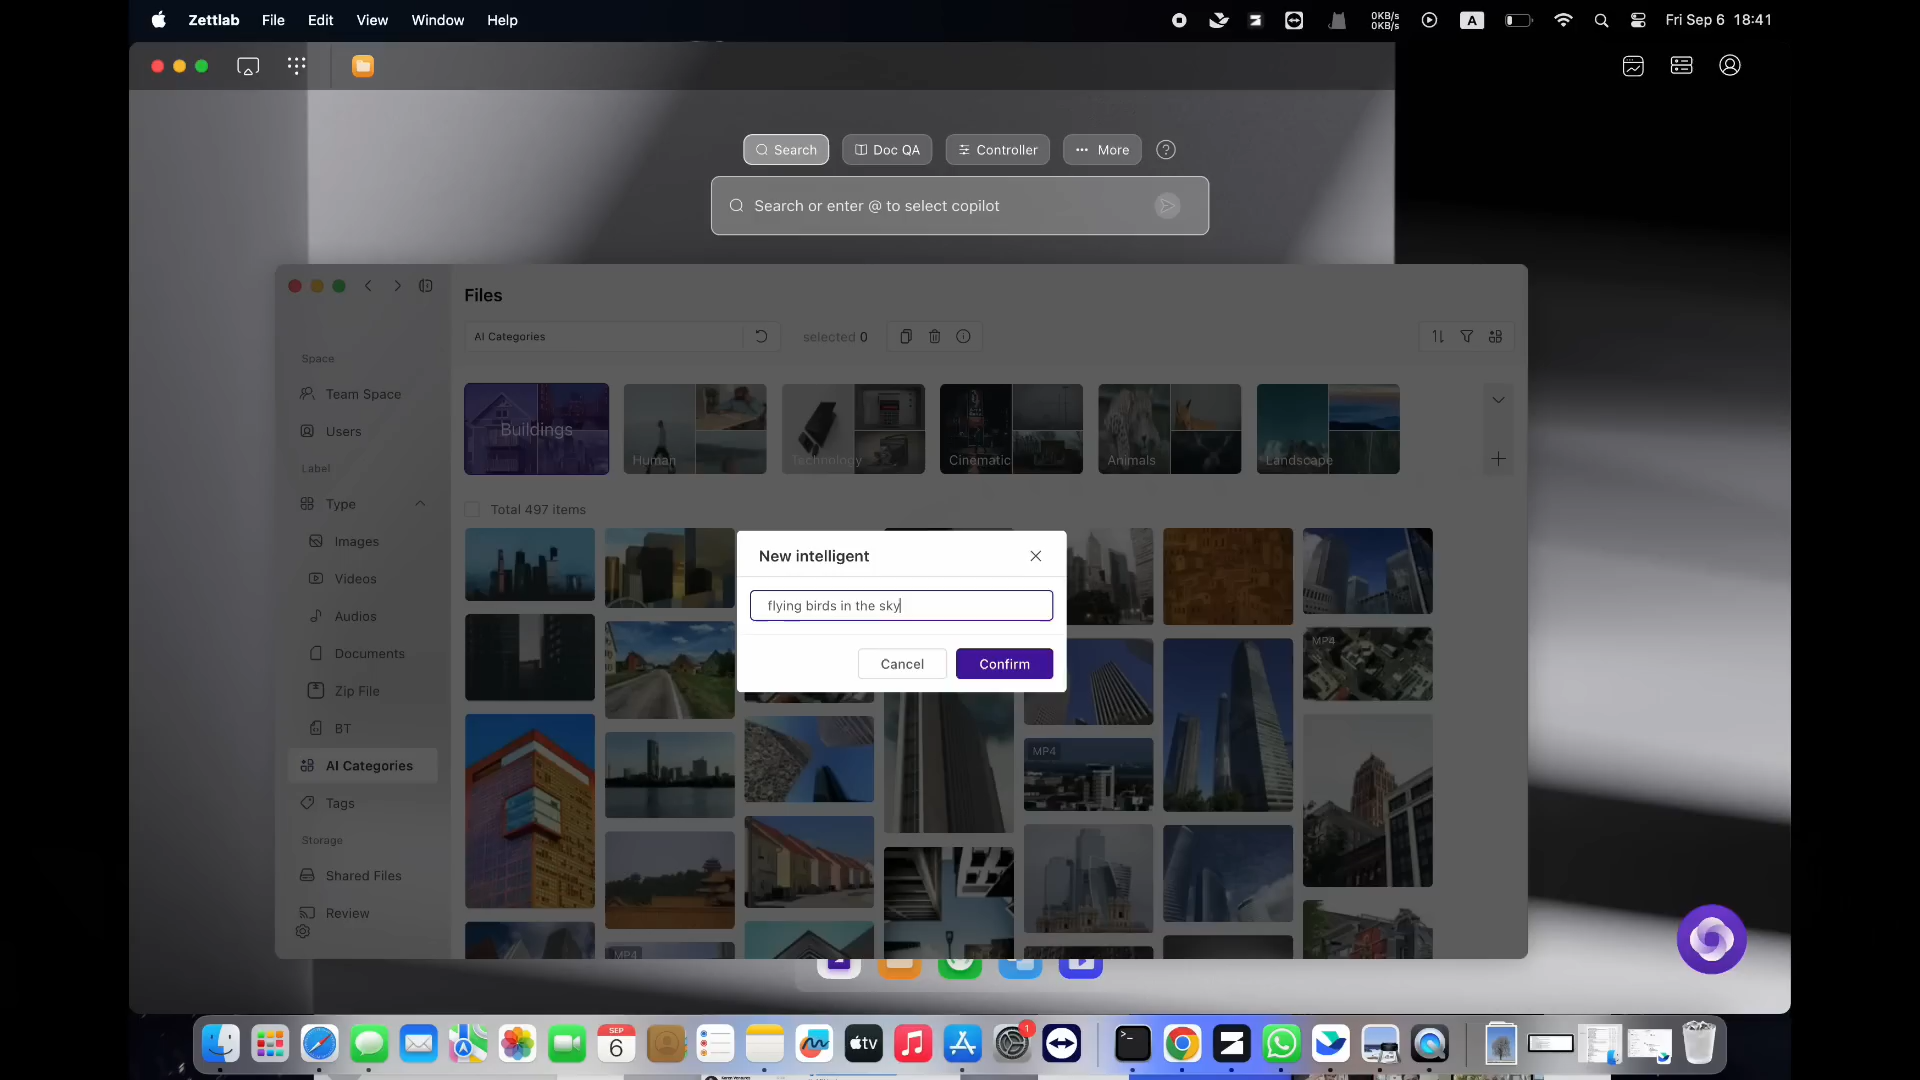 Zettlab File Edit View Window Help
0KB/s
0KB/s
A
Fri Sep 6 18:41
Search
Doc QA
Controller
More
?
Search or enter @ to select copilot
Files
AI Categories
selected 0
Space
Team Space
Users
Label
Type
Images
Videos
Audios
Documents
Zip File
BT
AI Categories
Tags
Storage
Shared Files
Review
Buildings
Human
Technology
Cinematic
Animals
Landscape
Total 497 items
MP4
MP4
MP4
New intelligent
flying birds in the sky
Cancel
Confirm
SEP
6
tv
1